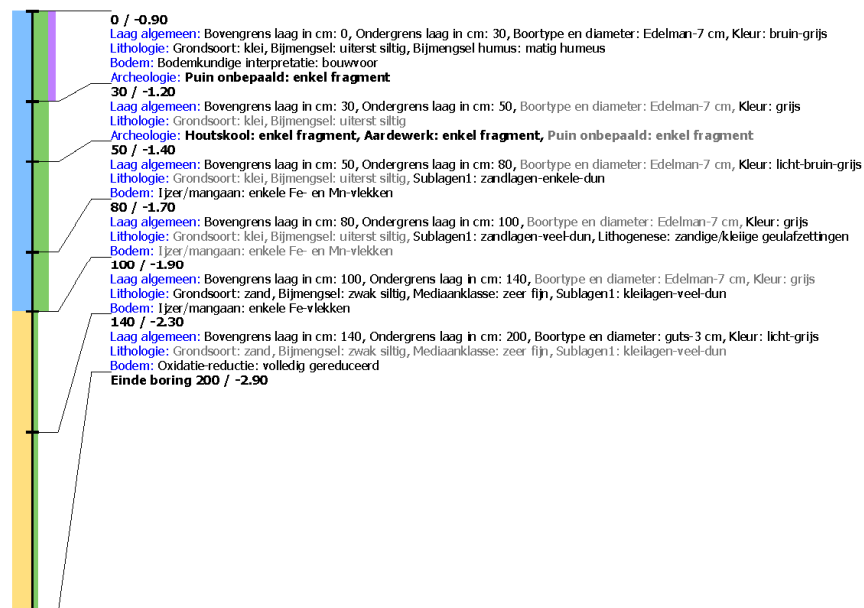 0 / -0.90
Laag algemeen: Bovengrens laag in cm: 0, Ondergrens laag in cm: 30, Boortype en diameter: Edelman-7 cm, Kleur: bruin-grijs
Lithologie: Grondsoort: klei, Bijmengsel: uiterst siltig, Bijmengsel humus: matig humeus
Bodem: Bodemkundige interpretatie: bouwvoor
Archeologie: Puin onbepaald: enkel fragment
30 / -1.20
Laag algemeen: Bovengrens laag in cm: 30, Ondergrens laag in cm: 50, Boortype en diameter: Edelman-7 cm, Kleur: grijs
Lithologie: Grondsoort: klei, Bijmengsel: uiterst siltig
Archeologie: Houtskool: enkel fragment, Aardewerk: enkel fragment, Puin onbepaald: enkel fragment
50 / -1.40
Laag algemeen: Bovengrens laag in cm: 50, Ondergrens laag in cm: 80, Boortype en diameter: Edelman-7 cm, Kleur: licht-bruin-grijs
Lithologie: Grondsoort: klei, Bijmengsel: uiterst siltig, Sublagen1: zandlagen-enkele-dun
Bodem: Ijzer/mangaan: enkele Fe- en Mn-vlekken
80 / -1.70
Laag algemeen: Bovengrens laag in cm: 80, Ondergrens laag in cm: 100, Boortype en diameter: Edelman-7 cm, Kleur: grijs
Lithologie: Grondsoort: klei, Bijmengsel: uiterst siltig, Sublagen1: zandlagen-veel-dun, Lithogenese: zandige/kleiige geulafzettingen
Bodem: Ijzer/mangaan: enkele Fe- en Mn-vlekken
100 / -1.90
Laag algemeen: Bovengrens laag in cm: 100, Ondergrens laag in cm: 140, Boortype en diameter: Edelman-7 cm, Kleur: grijs
Lithologie: Grondsoort: zand, Bijmengsel: zwak siltig, Mediaanklasse: zeer fijn, Sublagen1: kleilagen-veel-dun
Bodem: Ijzer/mangaan: enkele Fe-vlekken
140 / -2.30
Laag algemeen: Bovengrens laag in cm: 140, Ondergrens laag in cm: 200, Boortype en diameter: guts-3 cm, Kleur: licht-grijs
Lithologie: Grondsoort: zand, Bijmengsel: zwak siltig, Mediaanklasse: zeer fijn, Sublagen1: kleilagen-veel-dun
Bodem: Oxidatie-reductie: volledig gereduceerd
Einde boring 200 / -2.90